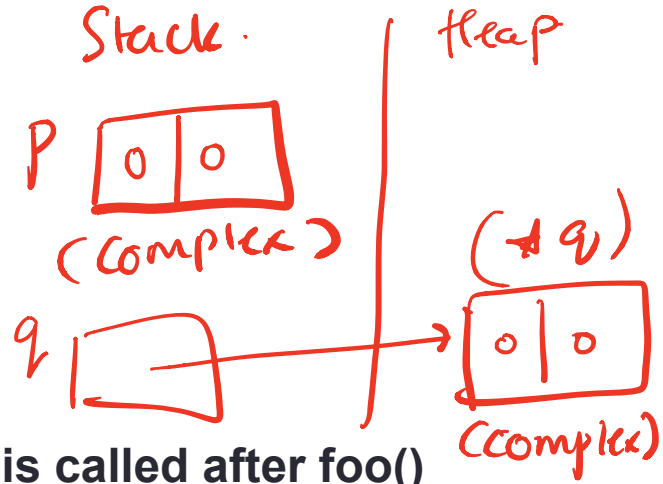 Stack. Heap
P 0 0
(Complex)
(* q)
q 0 0
(Complex)
is called after foo()